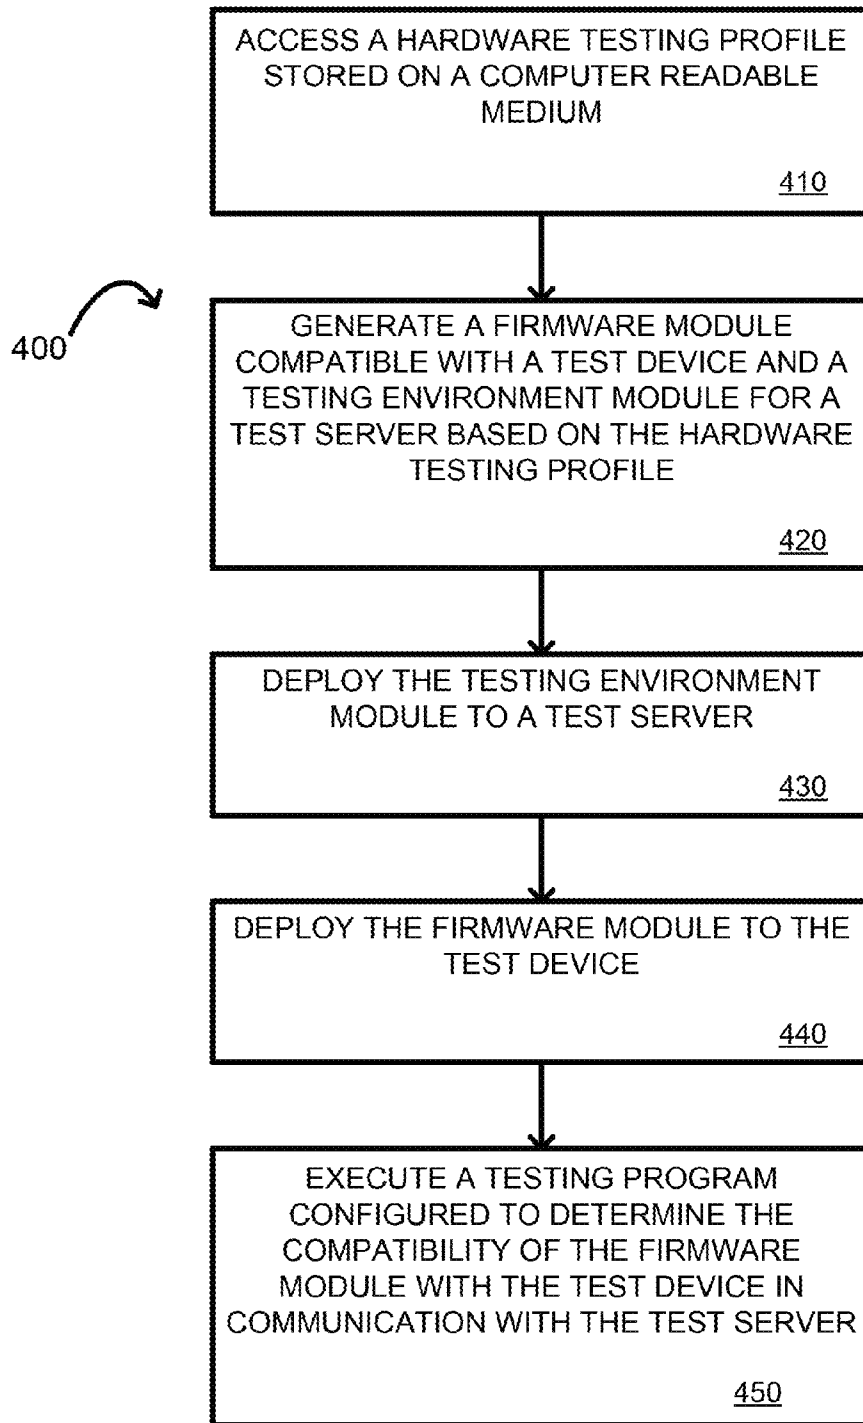 ACCESS A HARDWARE TESTING PROFILE
STORED ON A COMPUTER READABLE
MEDIUM
410
400
GENERATE A FIRMWARE MODULE
COMPATIBLE WITH A TEST DEVICE AND A
TESTING ENVIRONMENT MODULE FOR A
TEST SERVER BASED ON THE HARDWARE
TESTING PROFILE
420
DEPLOY THE TESTING ENVIRONMENT
MODULE TO A TEST SERVER
430
DEPLOY THE FIRMWARE MODULE TO THE
TEST DEVICE
440
EXECUTE A TESTING PROGRAM
CONFIGURED TO DETERMINE THE
COMPATIBILITY OF THE FIRMWARE
MODULE WITH THE TEST DEVICE IN
COMMUNICATION WITH THE TEST SERVER
450